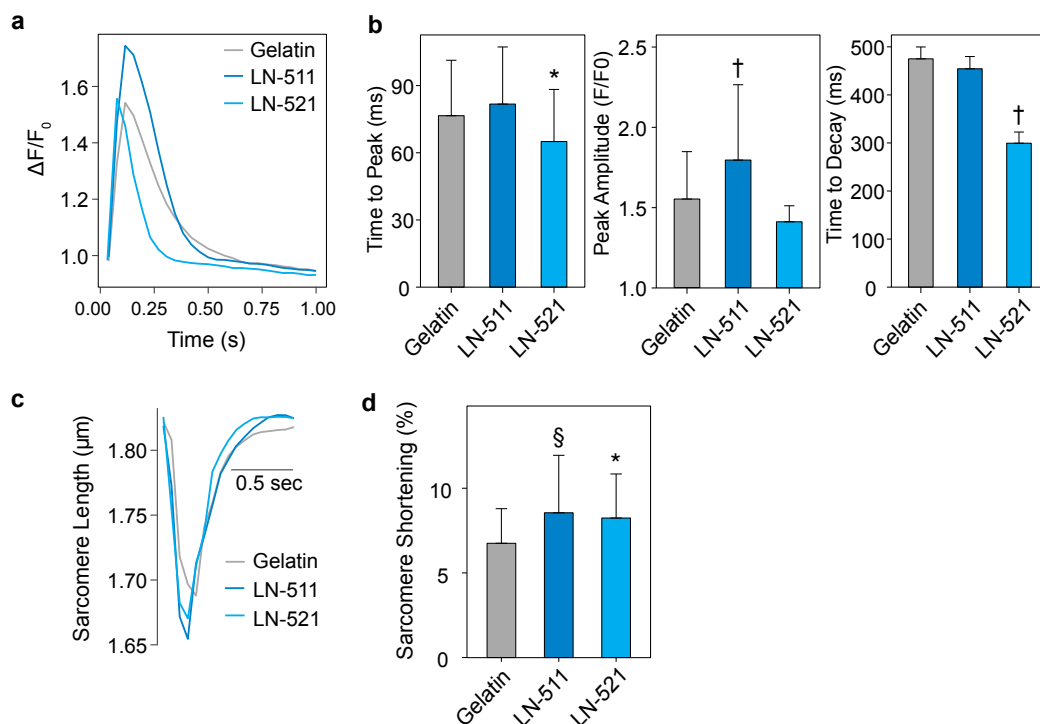 a
ΔF/F0
1.6
1.4
1.2
1.0
0.00
0.25
0.50
0.75
1.00
Time (s)
Gelatin
LN-511
LN-521
b
Time to Peak (ms)
90
60
30
0
*
Gelatin
LN-511
LN-521
Peak Amplitude (F/F0)
2.5
2.0
1.5
1.0
†
Gelatin
LN-511
LN-521
Time to Decay (ms)
500
400
300
200
100
0
†
Gelatin
LN-511
LN-521
c
Sarcomere Length (µm)
1.80
1.75
1.70
1.65
0.5 sec
Gelatin
LN-511
LN-521
d
Sarcomere Shortening (%)
10
5
0
§
*
Gelatin
LN-511
LN-521